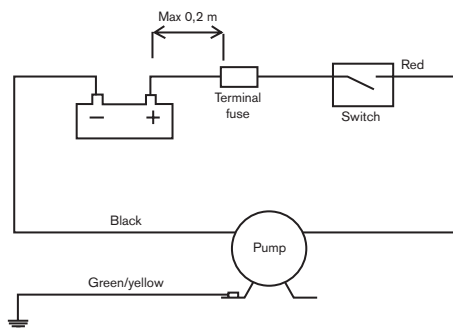 Max 0,2 m
Red
− +
Terminal
fuse
Switch
Black
Pump
Green/yellow